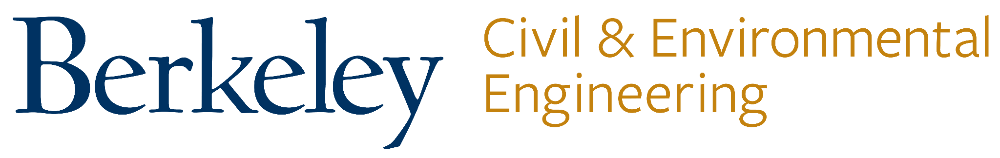 Berkeley
Civil & Environmental
Engineering